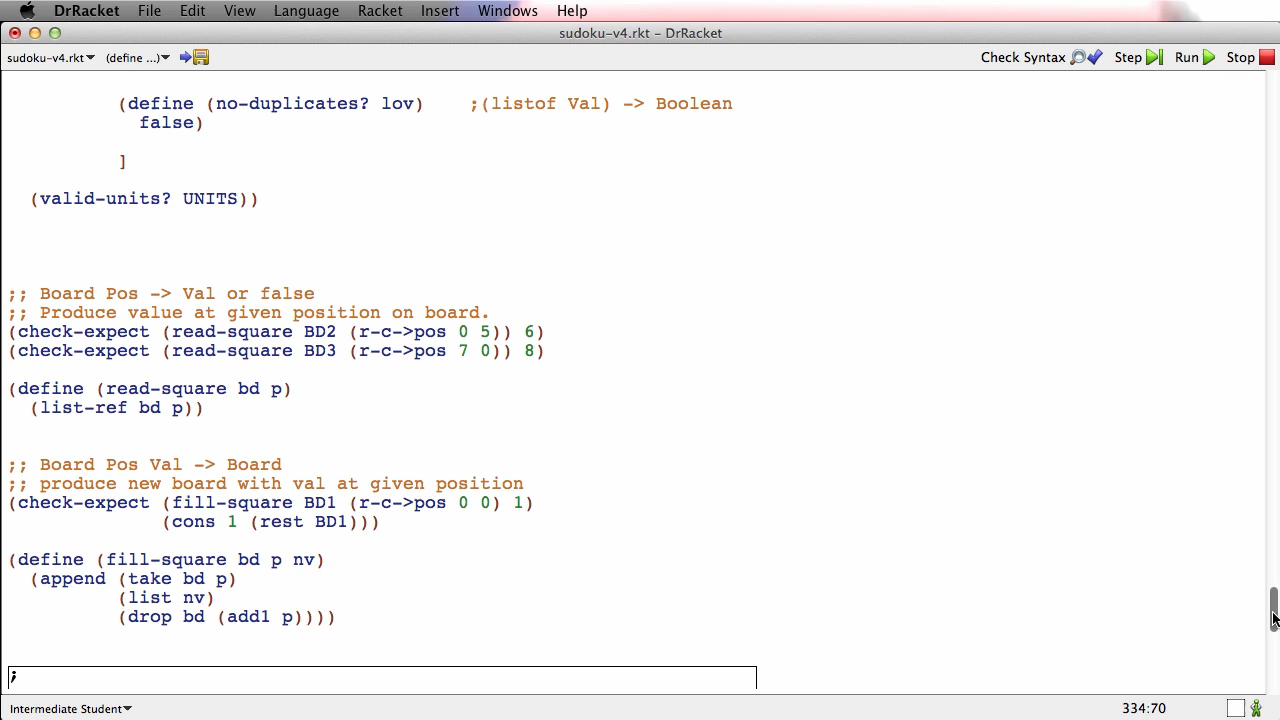 DrRacket File Edit View Language Racket Insert Windows Help
sudoku-v4.rkt – DrRacket
sudoku-v4.rkt (define ...) Check Syntax Step Run Stop
(define (no-duplicates? lov) ;(listof Val) -> Boolean
false)
]
(valid-units? UNITS))
;; Board Pos -> Val or false
;; Produce value at given position on board.
(check-expect (read-square BD2 (r-c->pos 0 5)) 6)
(check-expect (read-square BD3 (r-c->pos 7 0)) 8)
(define (read-square bd p)
(list-ref bd p))
;; Board Pos Val -> Board
;; produce new board with val at given position
(check-expect (fill-square BD1 (r-c->pos 0 0) 1)
(cons 1 (rest BD1)))
(define (fill-square bd p nv)
(append (take bd p)
(list nv)
(drop bd (add1 p))))
;
Intermediate Student 334:70